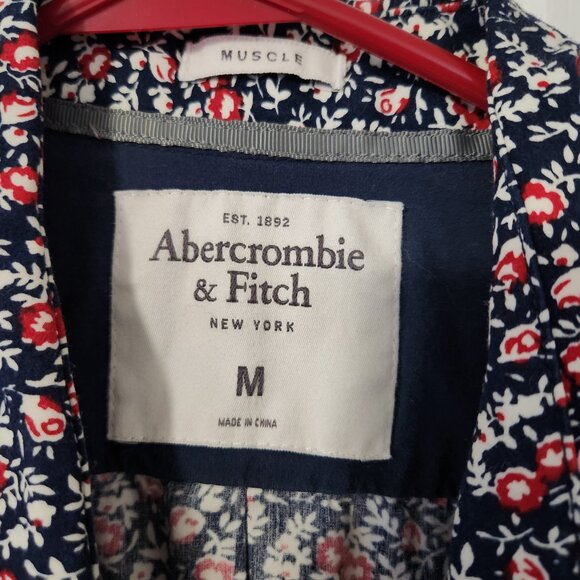 MUSCLE
EST. 1892
Abercrombie
& Fitch
NEW YORK
M
MADE IN CHINA